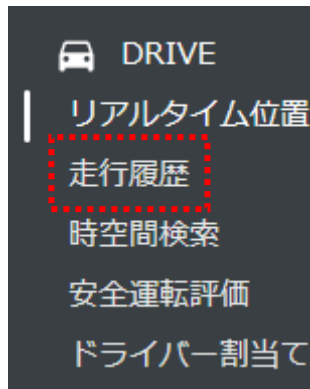 DRIVE
リアルタイム位置
走行履歴
時空間検索
安全運転評価
ドライバー割当て